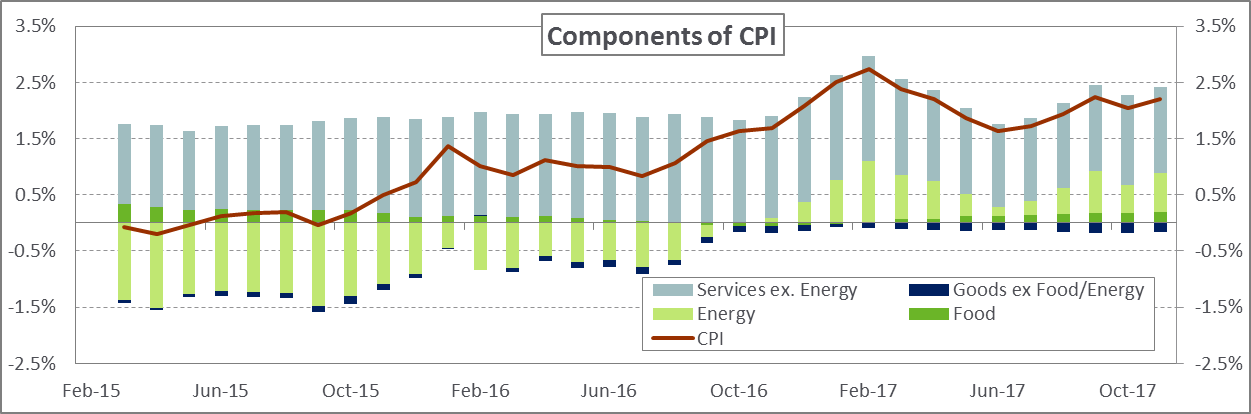 Components of CPI
3.5% 3.5%
2.5% 2.5%
1.5% 1.5%
0.5% 0.5%
-0.5% -0.5%
-1.5% -1.5%
-2.5% -2.5%
Services ex. Energy Goods ex Food/Energy
Energy Food
CPI
Feb-15 Jun-15 Oct-15 Feb-16 Jun-16 Oct-16 Feb-17 Jun-17 Oct-17